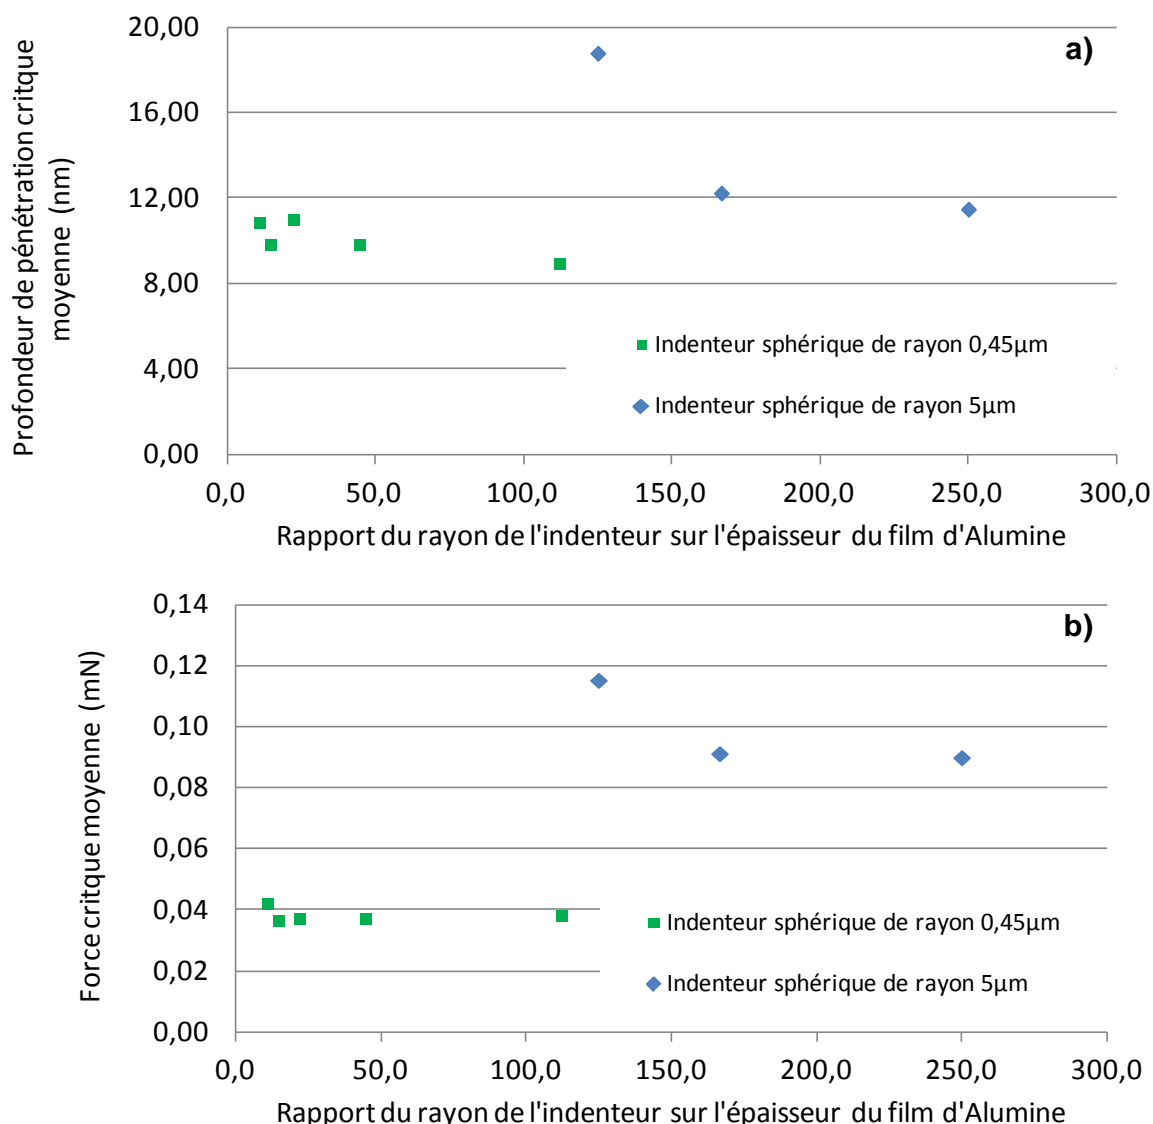 Profondeur de pénétration critque
moyenne (nm)
20,00
16,00
12,00
8,00
4,00
0,00
a)
Indenteur sphérique de rayon 0,45µm
Indenteur sphérique de rayon 5µm
0,0 50,0 100,0 150,0 200,0 250,0 300,0
Rapport du rayon de l'indenteur sur l'épaisseur du film d'Alumine
Force critque moyenne (mN)
0,14
0,12
0,10
0,08
0,06
0,04
0,02
0,00
b)
Indenteur sphérique de rayon 0,45µm
Indenteur sphérique de rayon 5µm
0,0 50,0 100,0 150,0 200,0 250,0 300,0
Rapport du rayon de l'indenteur sur l'épaisseur du film d'Alumine